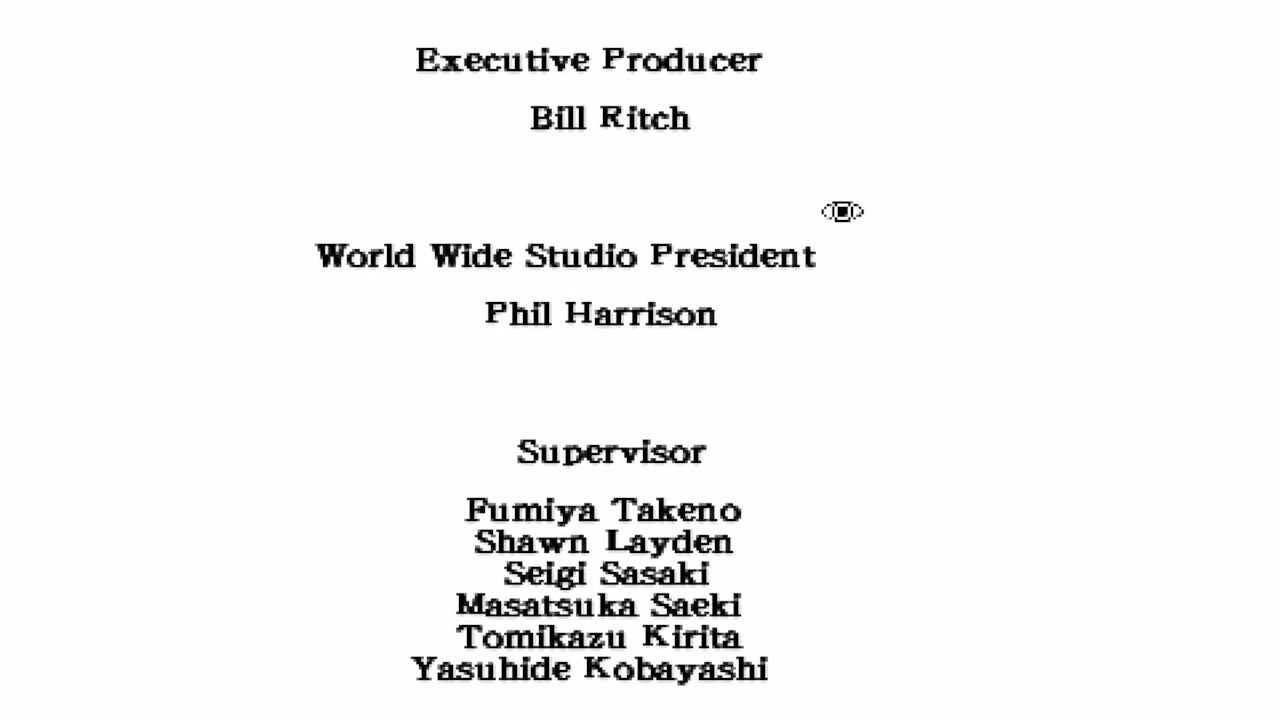 Executive Producer
Bill Ritch
World Wide Studio President
Phil Harrison
Supervisor
Fumiya Takeno
Shawn Layden
Seigi Sasaki
Masatsuka Saeki
Tomikazu Kirita
Yasuhide Kobayashi